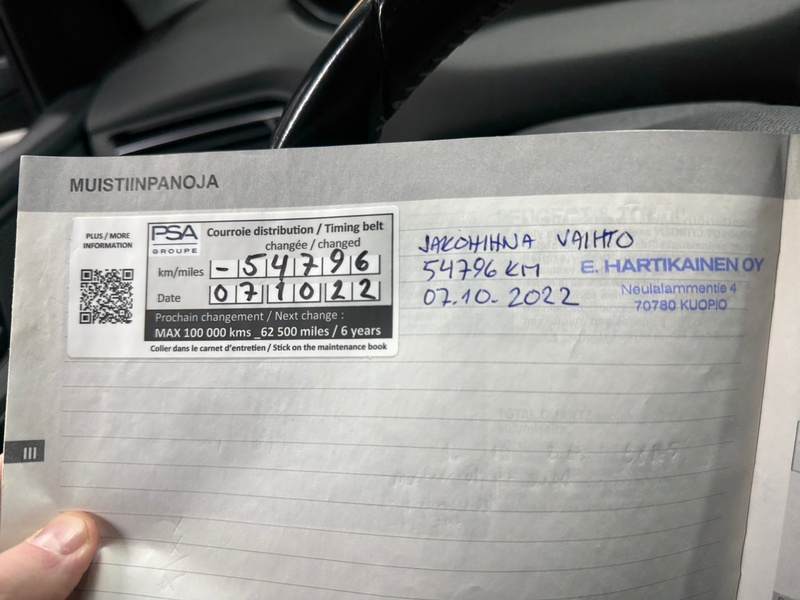 MUISTIINPANOJA
PLUS / MORE
INFORMATION
PSA
GROUPE
Courroie distribution / Timing belt
changée / changed
km/miles - 54796
Date 071022
Prochain changement / Next change :
MAX 100 000 kms _62 500 miles / 6 years
Coller dans le carnet d'entretien / Stick on the maintenance book
JAKOHIHNA VAIHTO
54796 KM
07.10.2022
E. HARTIKAINEN OY
Neulalammentie 4
70780 KUOPIO
III